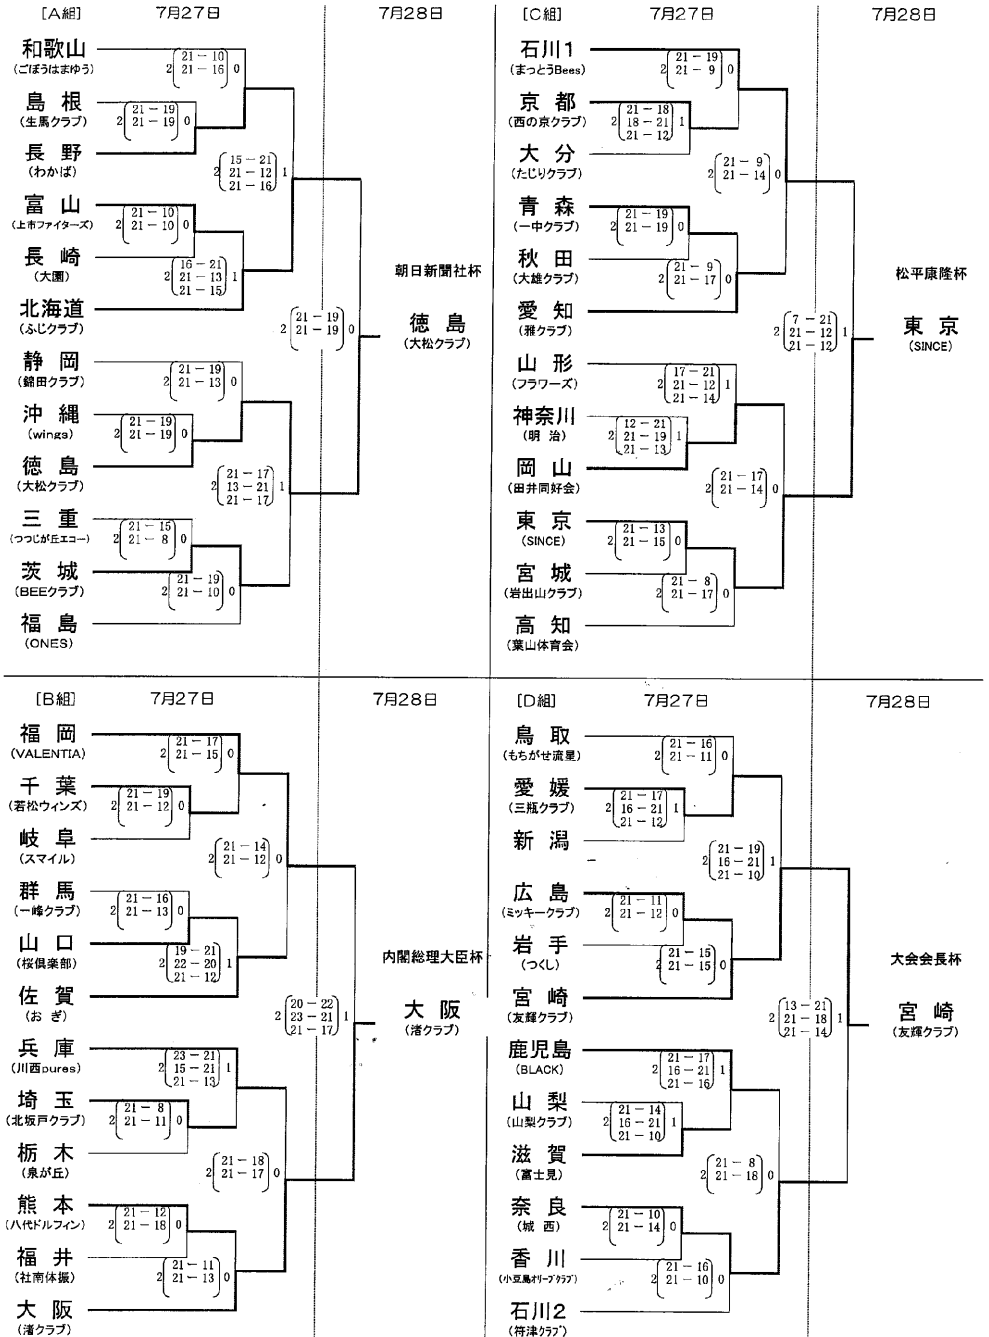 [A組]
7月27日
7月28日
和歌山
(ごぼうはまゆう)
2 21－10 0
21－16
島根
(生馬クラブ)
2 21－19 0
21－19
長野
(わかば)
2 15－21 1
21－12
21－16
富山
(上市ファイターズ)
2 21－10 0
21－10
長崎
(大園)
2 16－21 1
21－13
21－15
北海道
(ふじクラブ)
朝日新聞社杯
2 21－19 0
21－19
徳島
(大松クラブ)
静岡
(錦田クラブ)
2 21－19 0
21－13
沖縄
(wings)
2 21－19 0
21－19
徳島
(大松クラブ)
2 21－17 1
13－21
21－17
三重
(つつじが丘エコー)
2 21－15 0
21－8
茨城
(BEEクラブ)
2 21－19 0
21－10
福島
(ONES)
[C組]
7月27日
7月28日
石川1
(まっとうBees)
2 21－19 0
21－9
京都
(西の京クラブ)
2 21－18 1
18－21
21－12
大分
(たじりクラブ)
2 21－9 0
21－14
青森
(一中クラブ)
2 21－19 0
21－19
秋田
(大雄クラブ)
2 21－9 0
21－17
愛知
(雅クラブ)
松平康隆杯
2 7－21 1
21－12
21－12
東京
(SINCE)
山形
(フラワーズ)
2 17－21 1
21－12
21－14
神奈川
(明治)
2 12－21 1
21－19
21－13
岡山
(田井同好会)
2 21－17 0
21－14
東京
(SINCE)
2 21－13 0
21－15
宮城
(岩出山クラブ)
2 21－8 0
21－17
高知
(葉山体育会)
[B組]
7月27日
7月28日
福岡
(VALENTIA)
2 21－17 0
21－15
千葉
(若松ウィンズ)
2 21－19 0
21－12
岐阜
(スマイル)
2 21－14 0
21－12
群馬
(一峰クラブ)
2 21－16 0
21－13
山口
(桜倶楽部)
2 19－21 1
22－20
21－12
佐賀
(おぎ)
内閣総理大臣杯
2 20－22 1
23－21
21－17
大阪
(渚クラブ)
兵庫
(川西pures)
2 23－21 1
15－21
21－13
埼玉
(北坂戸クラブ)
2 21－8 0
21－11
栃木
(泉が丘)
2 21－18 0
21－17
熊本
(八代ドルフィン)
2 21－12 0
21－18
福井
(社南体振)
2 21－11 0
21－13
大阪
(渚クラブ)
[D組]
7月27日
7月28日
鳥取
(もちがせ流星)
2 21－16 0
21－11
愛媛
(三瓶クラブ)
2 21－17 1
16－21
21－12
新潟
2 21－19 1
16－21
21－10
広島
(ミッキークラブ)
2 21－11 0
21－12
岩手
(つくし)
2 21－15 0
21－15
宮崎
(友輝クラブ)
大会会長杯
2 13－21 1
21－18
21－14
宮崎
(友輝クラブ)
鹿児島
(BLACK)
2 21－17 1
16－21
21－16
山梨
(山梨クラブ)
2 21－14 1
16－21
21－10
滋賀
(富士見)
2 21－8 0
21－18
奈良
(城西)
2 21－10 0
21－14
香川
(小豆島オリーブクラブ)
2 21－16 0
21－10
石川2
(符津クラブ)